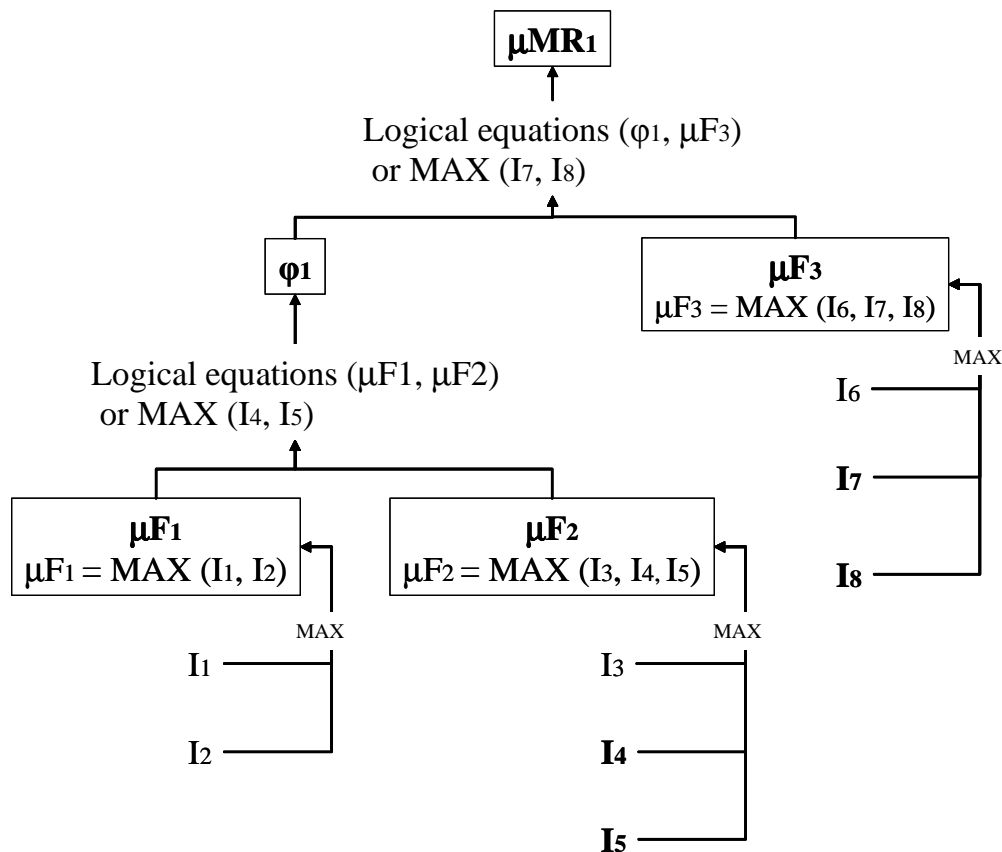 μMR1
Logical equations (φ1, μF3)
or MAX (I7, I8)
φ1
μF3
μF3 = MAX (I6, I7, I8)
MAX
Logical equations (μF1, μF2)
or MAX (I4, I5)
I6
I7
I8
μF1
μF1 = MAX (I1, I2)
μF2
μF2 = MAX (I3, I4, I5)
MAX
MAX
I1
I3
I2
I4
I5